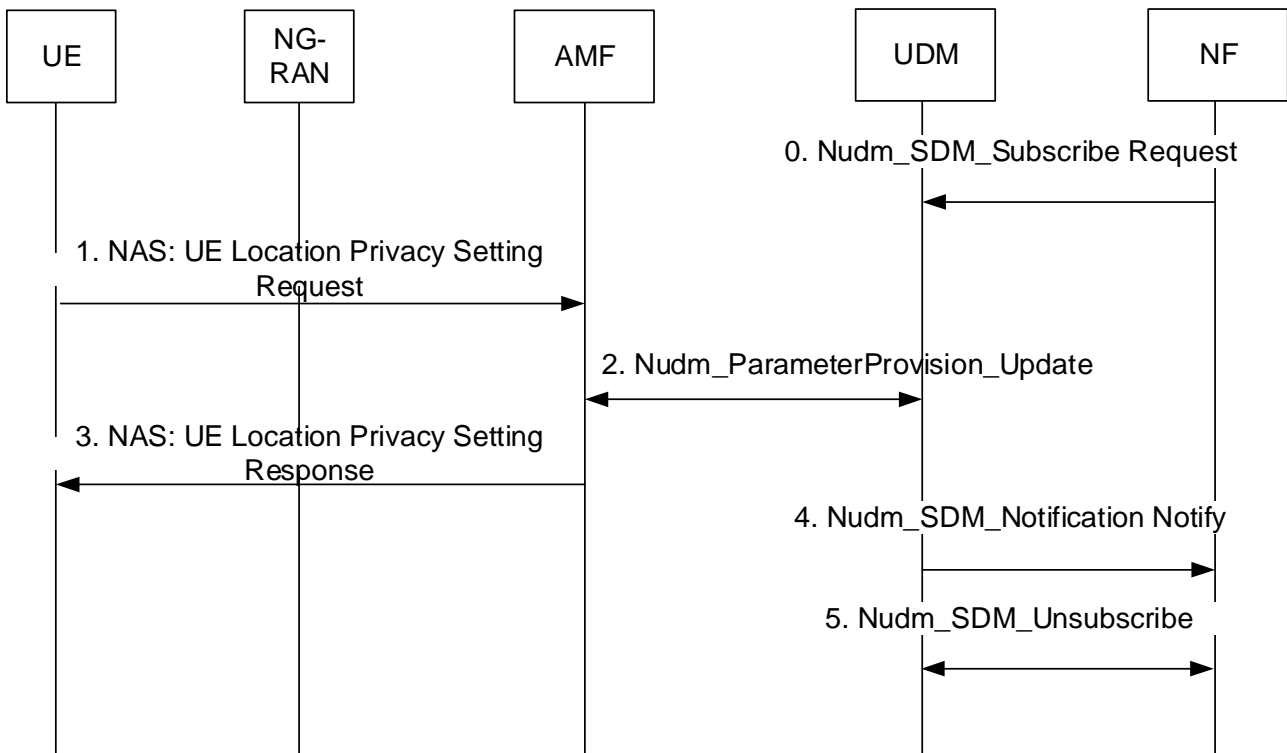 UE
NG-
RAN
AMF
UDM
NF
0. Nudm_SDM_Subscribe Request
1. NAS: UE Location Privacy Setting
Request
2. Nudm_ParameterProvision_Update
3. NAS: UE Location Privacy Setting
Response
4. Nudm_SDM_Notification Notify
5. Nudm_SDM_Unsubscribe